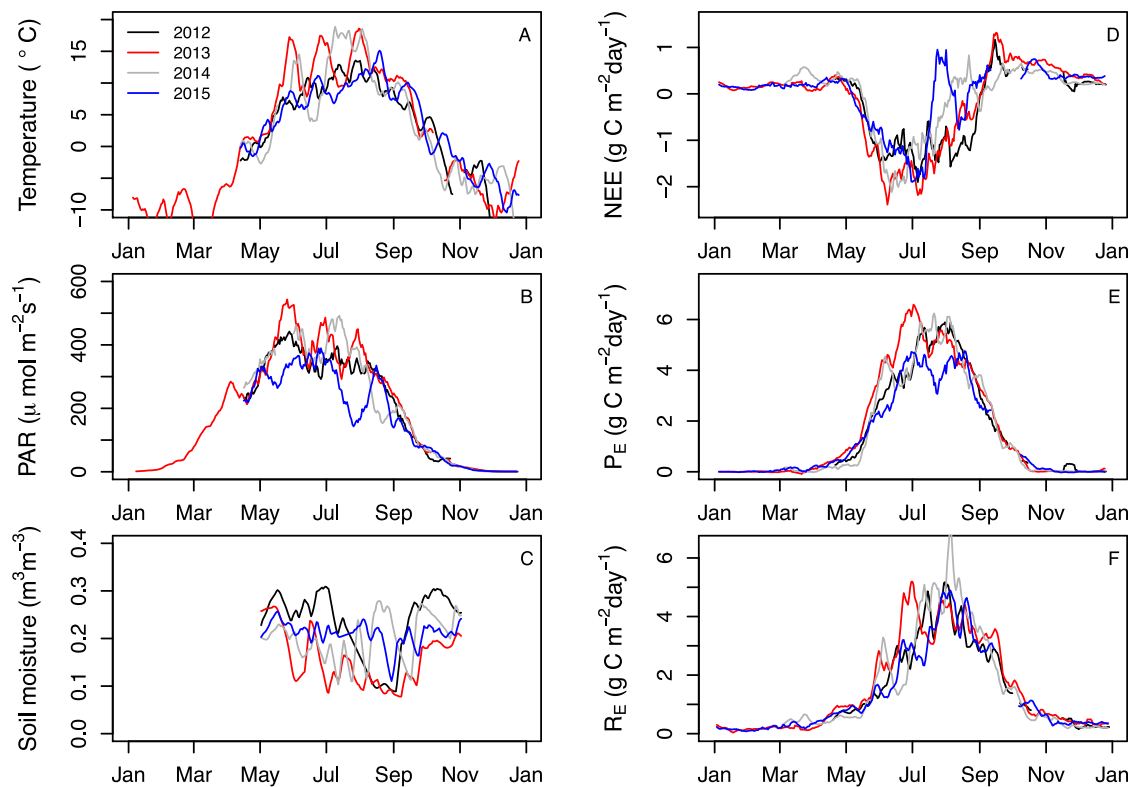 A
2012
2013
2014
2015
Temperature ( ° C)
−10 0 5 15
Jan Mar May Jul Sep Nov Jan
D
NEE (g C m−2day−1)
−2 −1 0 1
Jan Mar May Jul Sep Nov Jan
B
PAR (μ mol m−2s−1)
0 200 400 600
Jan Mar May Jul Sep Nov Jan
E
PE (g C m−2day−1)
0 2 4 6
Jan Mar May Jul Sep Nov Jan
C
Soil moisture (m3m−3)
0.0 0.1 0.2 0.3 0.4
Jan Mar May Jul Sep Nov Jan
F
RE (g C m−2day−1)
0 2 4 6
Jan Mar May Jul Sep Nov Jan